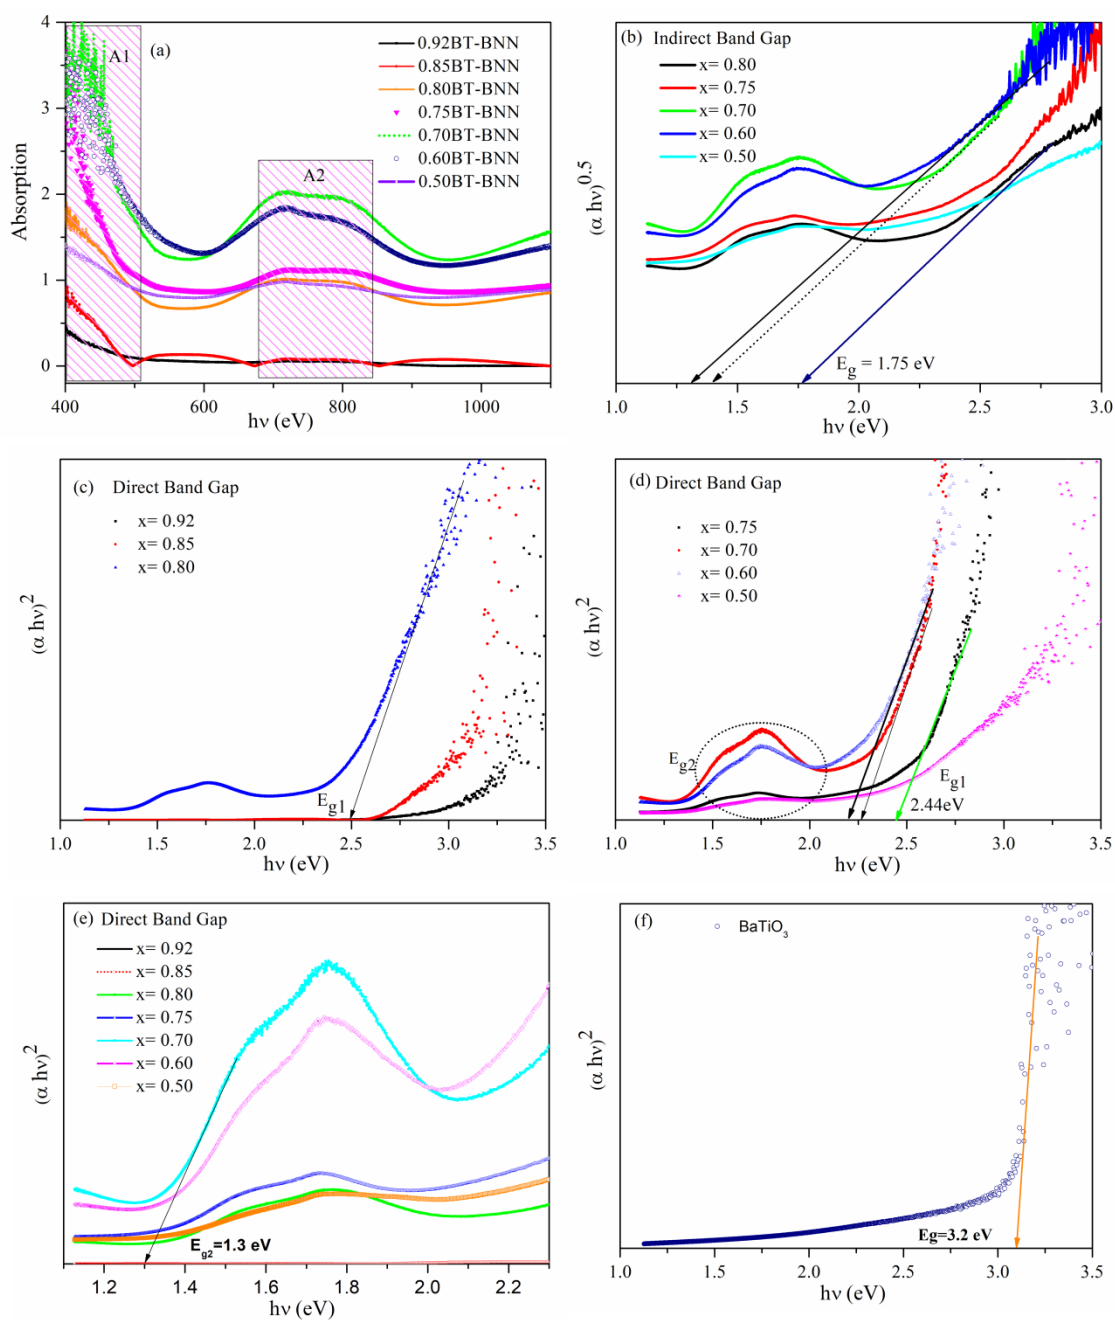 (a)
A1
A2
0.92BT-BNN
0.85BT-BNN
0.80BT-BNN
0.75BT-BNN
0.70BT-BNN
0.60BT-BNN
0.50BT-BNN
Absorption
4
3
2
1
0
400 600 800 1000
hν (eV)
(b) Indirect Band Gap
x= 0.80
x= 0.75
x= 0.70
x= 0.60
x= 0.50
(α hν)^0.5
E_g = 1.75 eV
1.0 1.5 2.0 2.5 3.0
hν (eV)
(c) Direct Band Gap
x= 0.92
x= 0.85
x= 0.80
(α hν)^2
E_g1
1.0 1.5 2.0 2.5 3.0 3.5
hν (eV)
(d) Direct Band Gap
x= 0.75
x= 0.70
x= 0.60
x= 0.50
(α hν)^2
E_g2
E_g1
2.44eV
1.0 1.5 2.0 2.5 3.0 3.5
hν (eV)
(e) Direct Band Gap
x= 0.92
x= 0.85
x= 0.80
x= 0.75
x= 0.70
x= 0.60
x= 0.50
(α hν)^2
E_g2=1.3 eV
1.2 1.4 1.6 1.8 2.0 2.2
hν (eV)
(f)
BaTiO₃
(α hν)^2
Eg=3.2 eV
1.0 1.5 2.0 2.5 3.0 3.5
hν (eV)